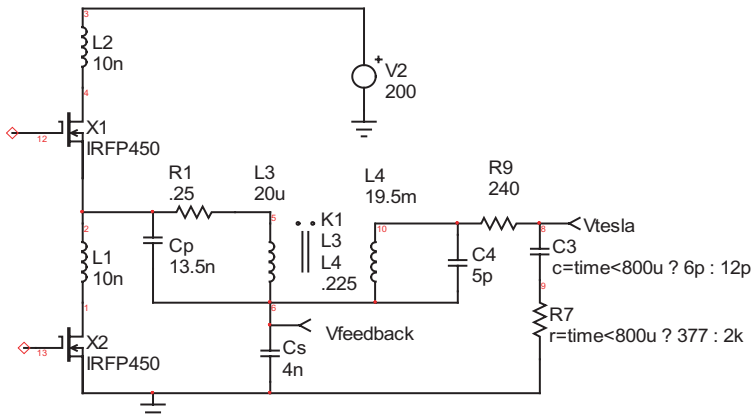 3
L2
10n
V2
200
4
X1
12
IRFP450
R1
.25
L3
20u
L4
19.5m
R9
240
5
K1
L3
L4
.225
10
8
Vtesla
2
Cp
13.5n
C4
5p
C3
c=time<800u ? 6p : 12p
L1
10n
9
1
6
R7
r=time<800u ? 377 : 2k
Vfeedback
X2
13
IRFP450
Cs
4n